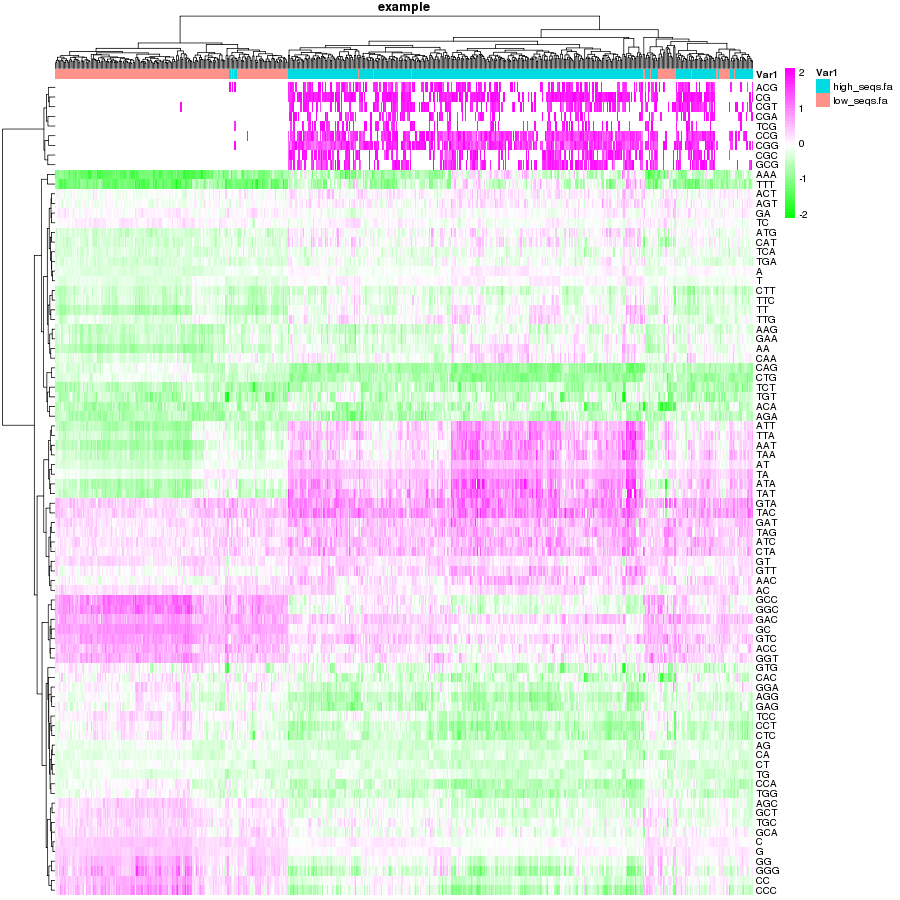 example
Var1
ACG
CG
CGT
CGA
TCG
CCG
CGG
CGC
GCG
AAA
TTT
ACT
AGT
GA
TC
ATG
CAT
TCA
TGA
A
T
CTT
TTC
TT
TTG
AAG
GAA
AA
CAA
CAG
CTG
TCT
TGT
ACA
AGA
ATT
TTA
AAT
TAA
AT
TA
ATA
TAT
GTA
TAC
GAT
TAG
ATC
CTA
GT
GTT
AAC
AC
GCC
GGC
GAC
GC
GTC
ACC
GGT
GTG
CAC
GGA
AGG
GAG
TCC
CCT
CTC
AG
CA
CT
TG
CCA
TGG
AGC
GCT
TGC
GCA
C
G
GG
GGG
CC
CCC
2
1
0
-1
-2
Var1
high_seqs.fa
low_seqs.fa